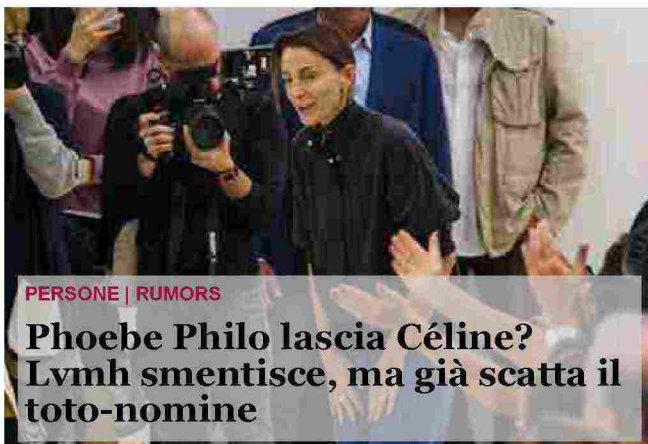 PERSONE | RUMORS
Phoebe Philo lascia Céline?
Lvmh smentisce, ma già scatta il
toto-nomine